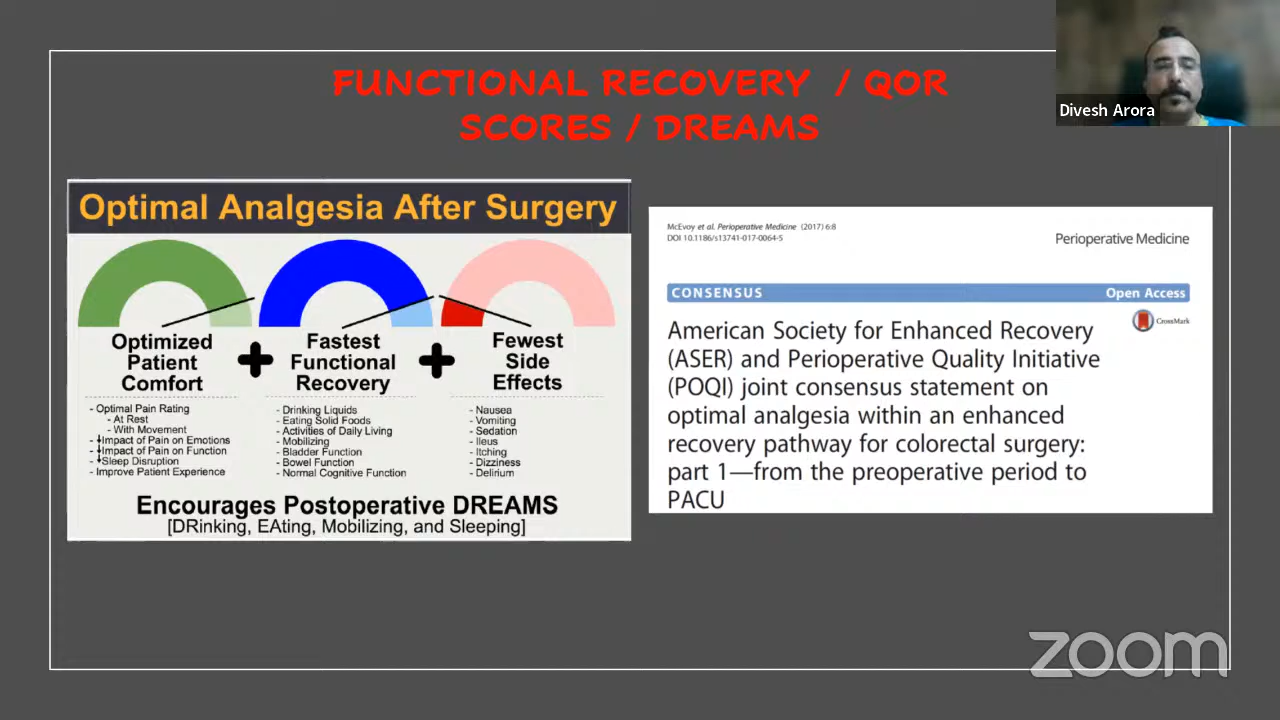 FUNCTIONAL RECOVERY / QOR
SCORES / DREAMS
Divesh Arora
Optimal Analgesia After Surgery
Optimized
Patient
Comfort
- Optimal Pain Rating
- At Rest
- With Movement
- ↓Impact of Pain on Emotions
- ↓Impact of Pain on Function
- ↓Sleep Disruption
- Improve Patient Experience
+
Fastest
Functional
Recovery
- Drinking Liquids
- Eating Solid Foods
- Activities of Daily Living
- Mobilizing
- Bladder Function
- Bowel Function
- Normal Cognitive Function
+
Fewest
Side
Effects
- Nausea
- Vomiting
- Sedation
- Ileus
- Itching
- Dizziness
- Delirium
Encourages Postoperative DREAMS
[DRinking, EAting, Mobilizing, and Sleeping]
McEvoy et al. Perioperative Medicine (2017) 6:8
DOI 10.1186/s13741-017-0064-5
Perioperative Medicine
CONSENSUS
Open Access
CrossMark
American Society for Enhanced Recovery
(ASER) and Perioperative Quality Initiative
(POQI) joint consensus statement on
optimal analgesia within an enhanced
recovery pathway for colorectal surgery:
part 1—from the preoperative period to
PACU
zoom